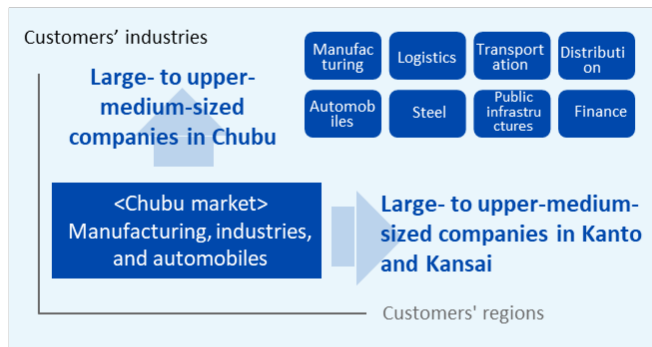 Customers’ industries
Manufac
turing
Logistics
Transport
ation
Distributi
on
Automob
iles
Steel
Public
infrastru
ctures
Finance
Large- to upper-
medium-sized
companies in Chubu
<Chubu market>
Manufacturing, industries,
and automobiles
Large- to upper-medium-
sized companies in Kanto
and Kansai
Customers' regions